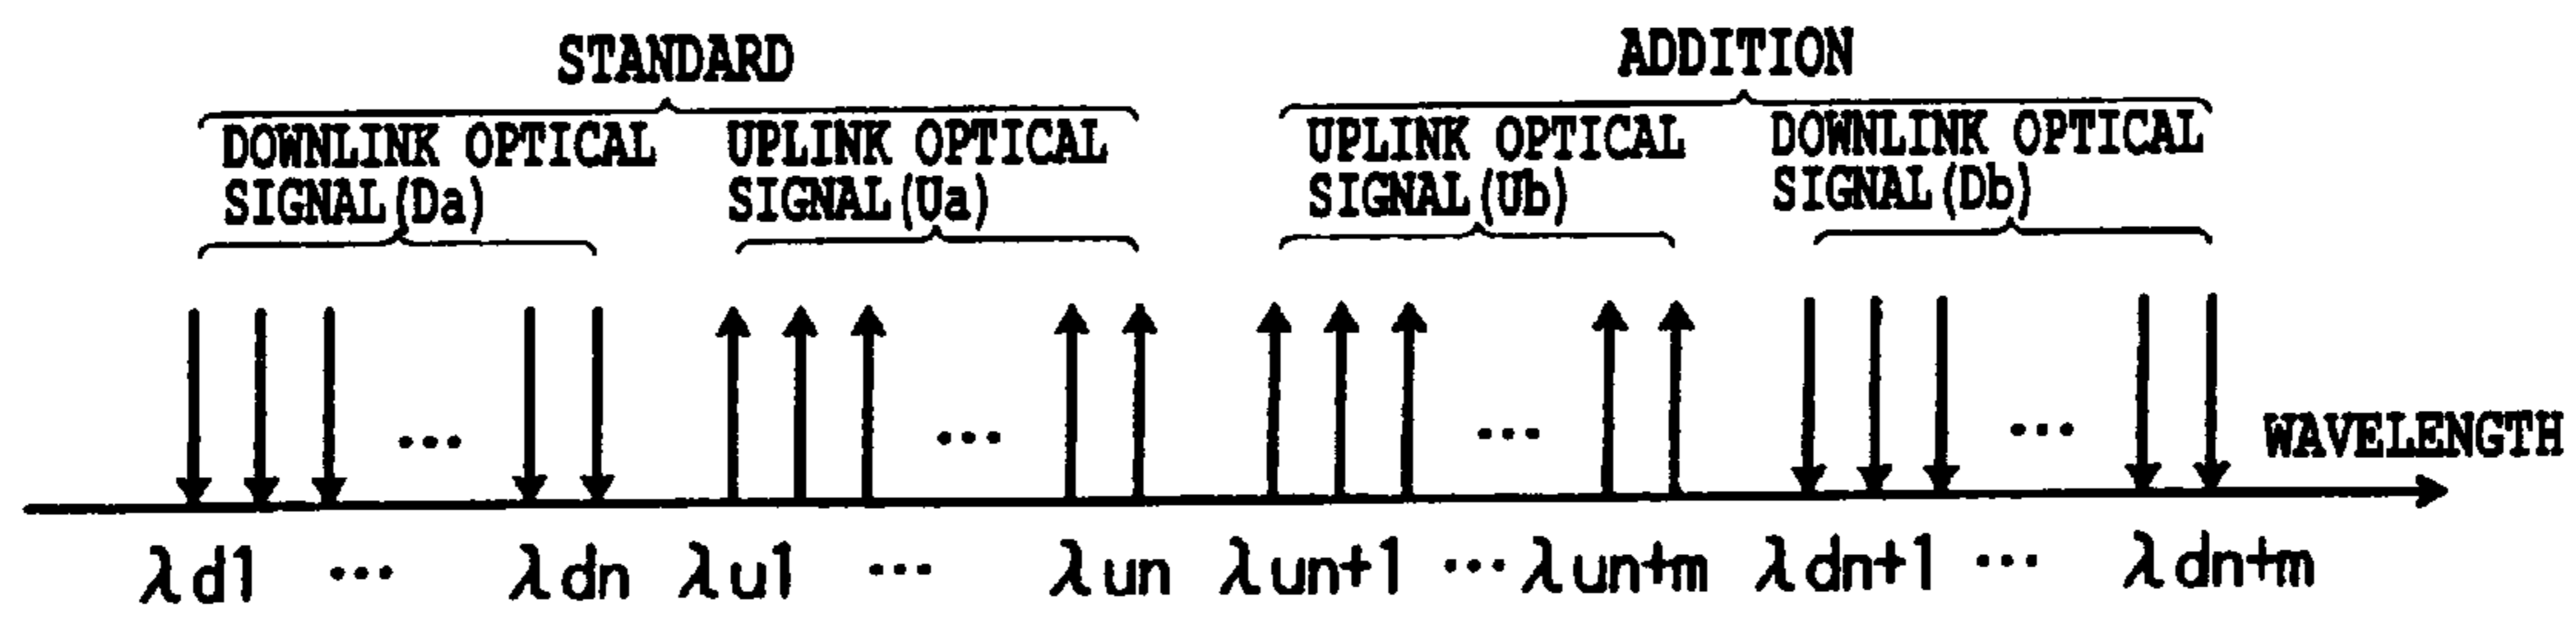 STANDARD
ADDITION
DOWNLINK OPTICAL
SIGNAL(Da)
UPLINK OPTICAL
SIGNAL(Ua)
UPLINK OPTICAL
SIGNAL(Ub)
DOWNLINK OPTICAL
SIGNAL(Db)
...
...
...
...
WAVELENGTH
λd1 ... λdn λu1 ... λun λun+1 ... λun+m λdn+1 ... λdn+m